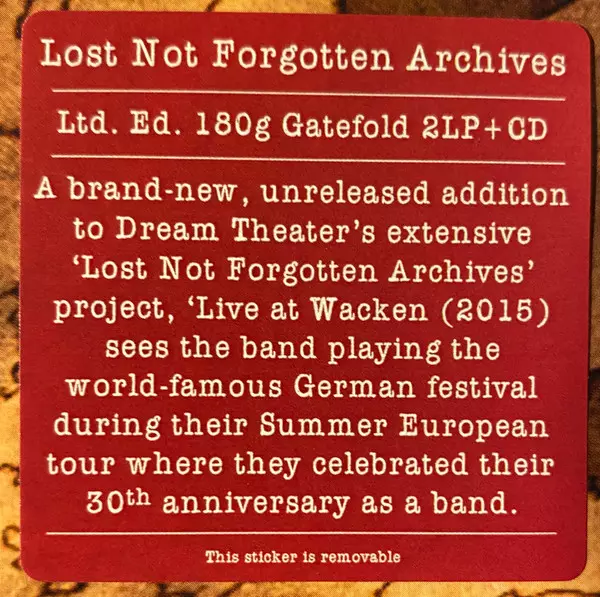 Lost Not Forgotten Archives
Ltd. Ed. 180g Gatefold 2LP+CD
A brand-new, unreleased addition
to Dream Theater's extensive
'Lost Not Forgotten Archives'
project, 'Live at Wacken (2015)
sees the band playing the
world-famous German festival
during their Summer European
tour where they celebrated their
30th anniversary as a band.
This sticker is removable